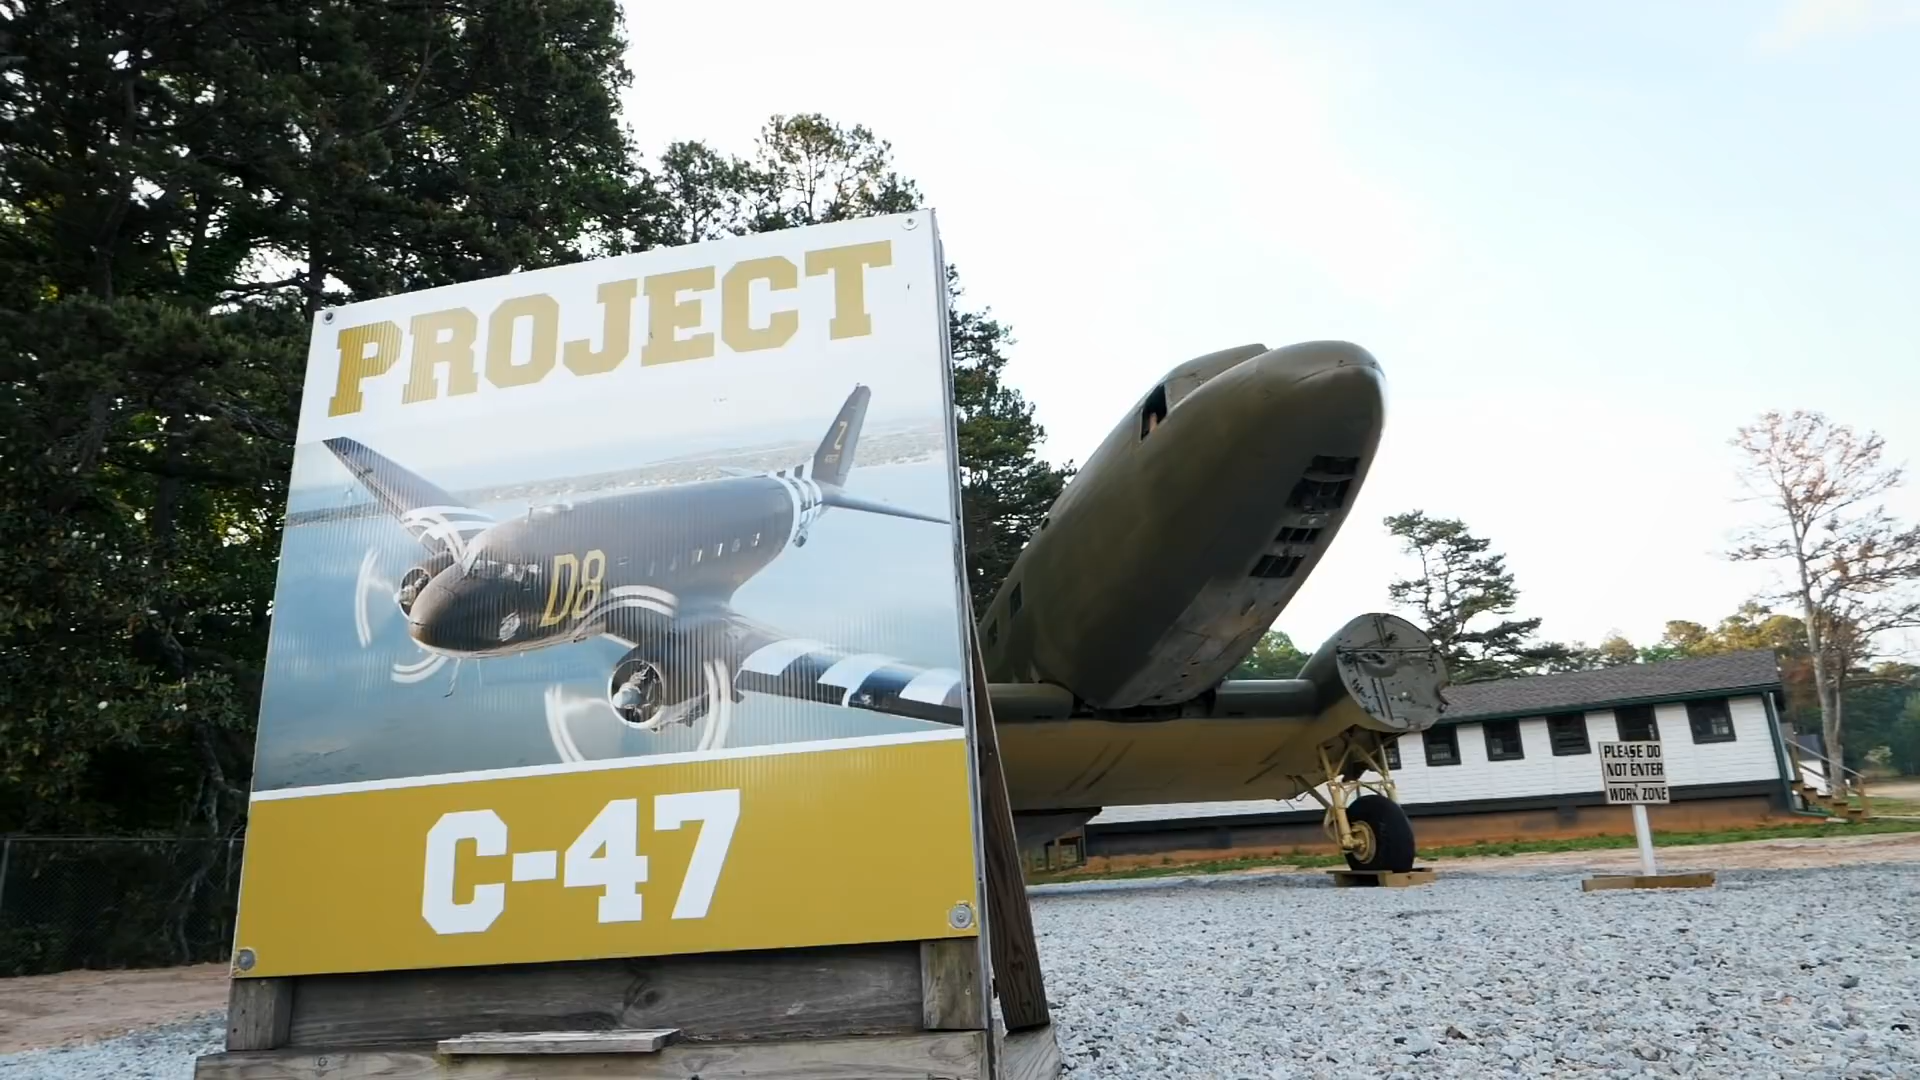 PROJECT
Z
D8
C-47
PLEASE DO
NOT ENTER
WORK ZONE